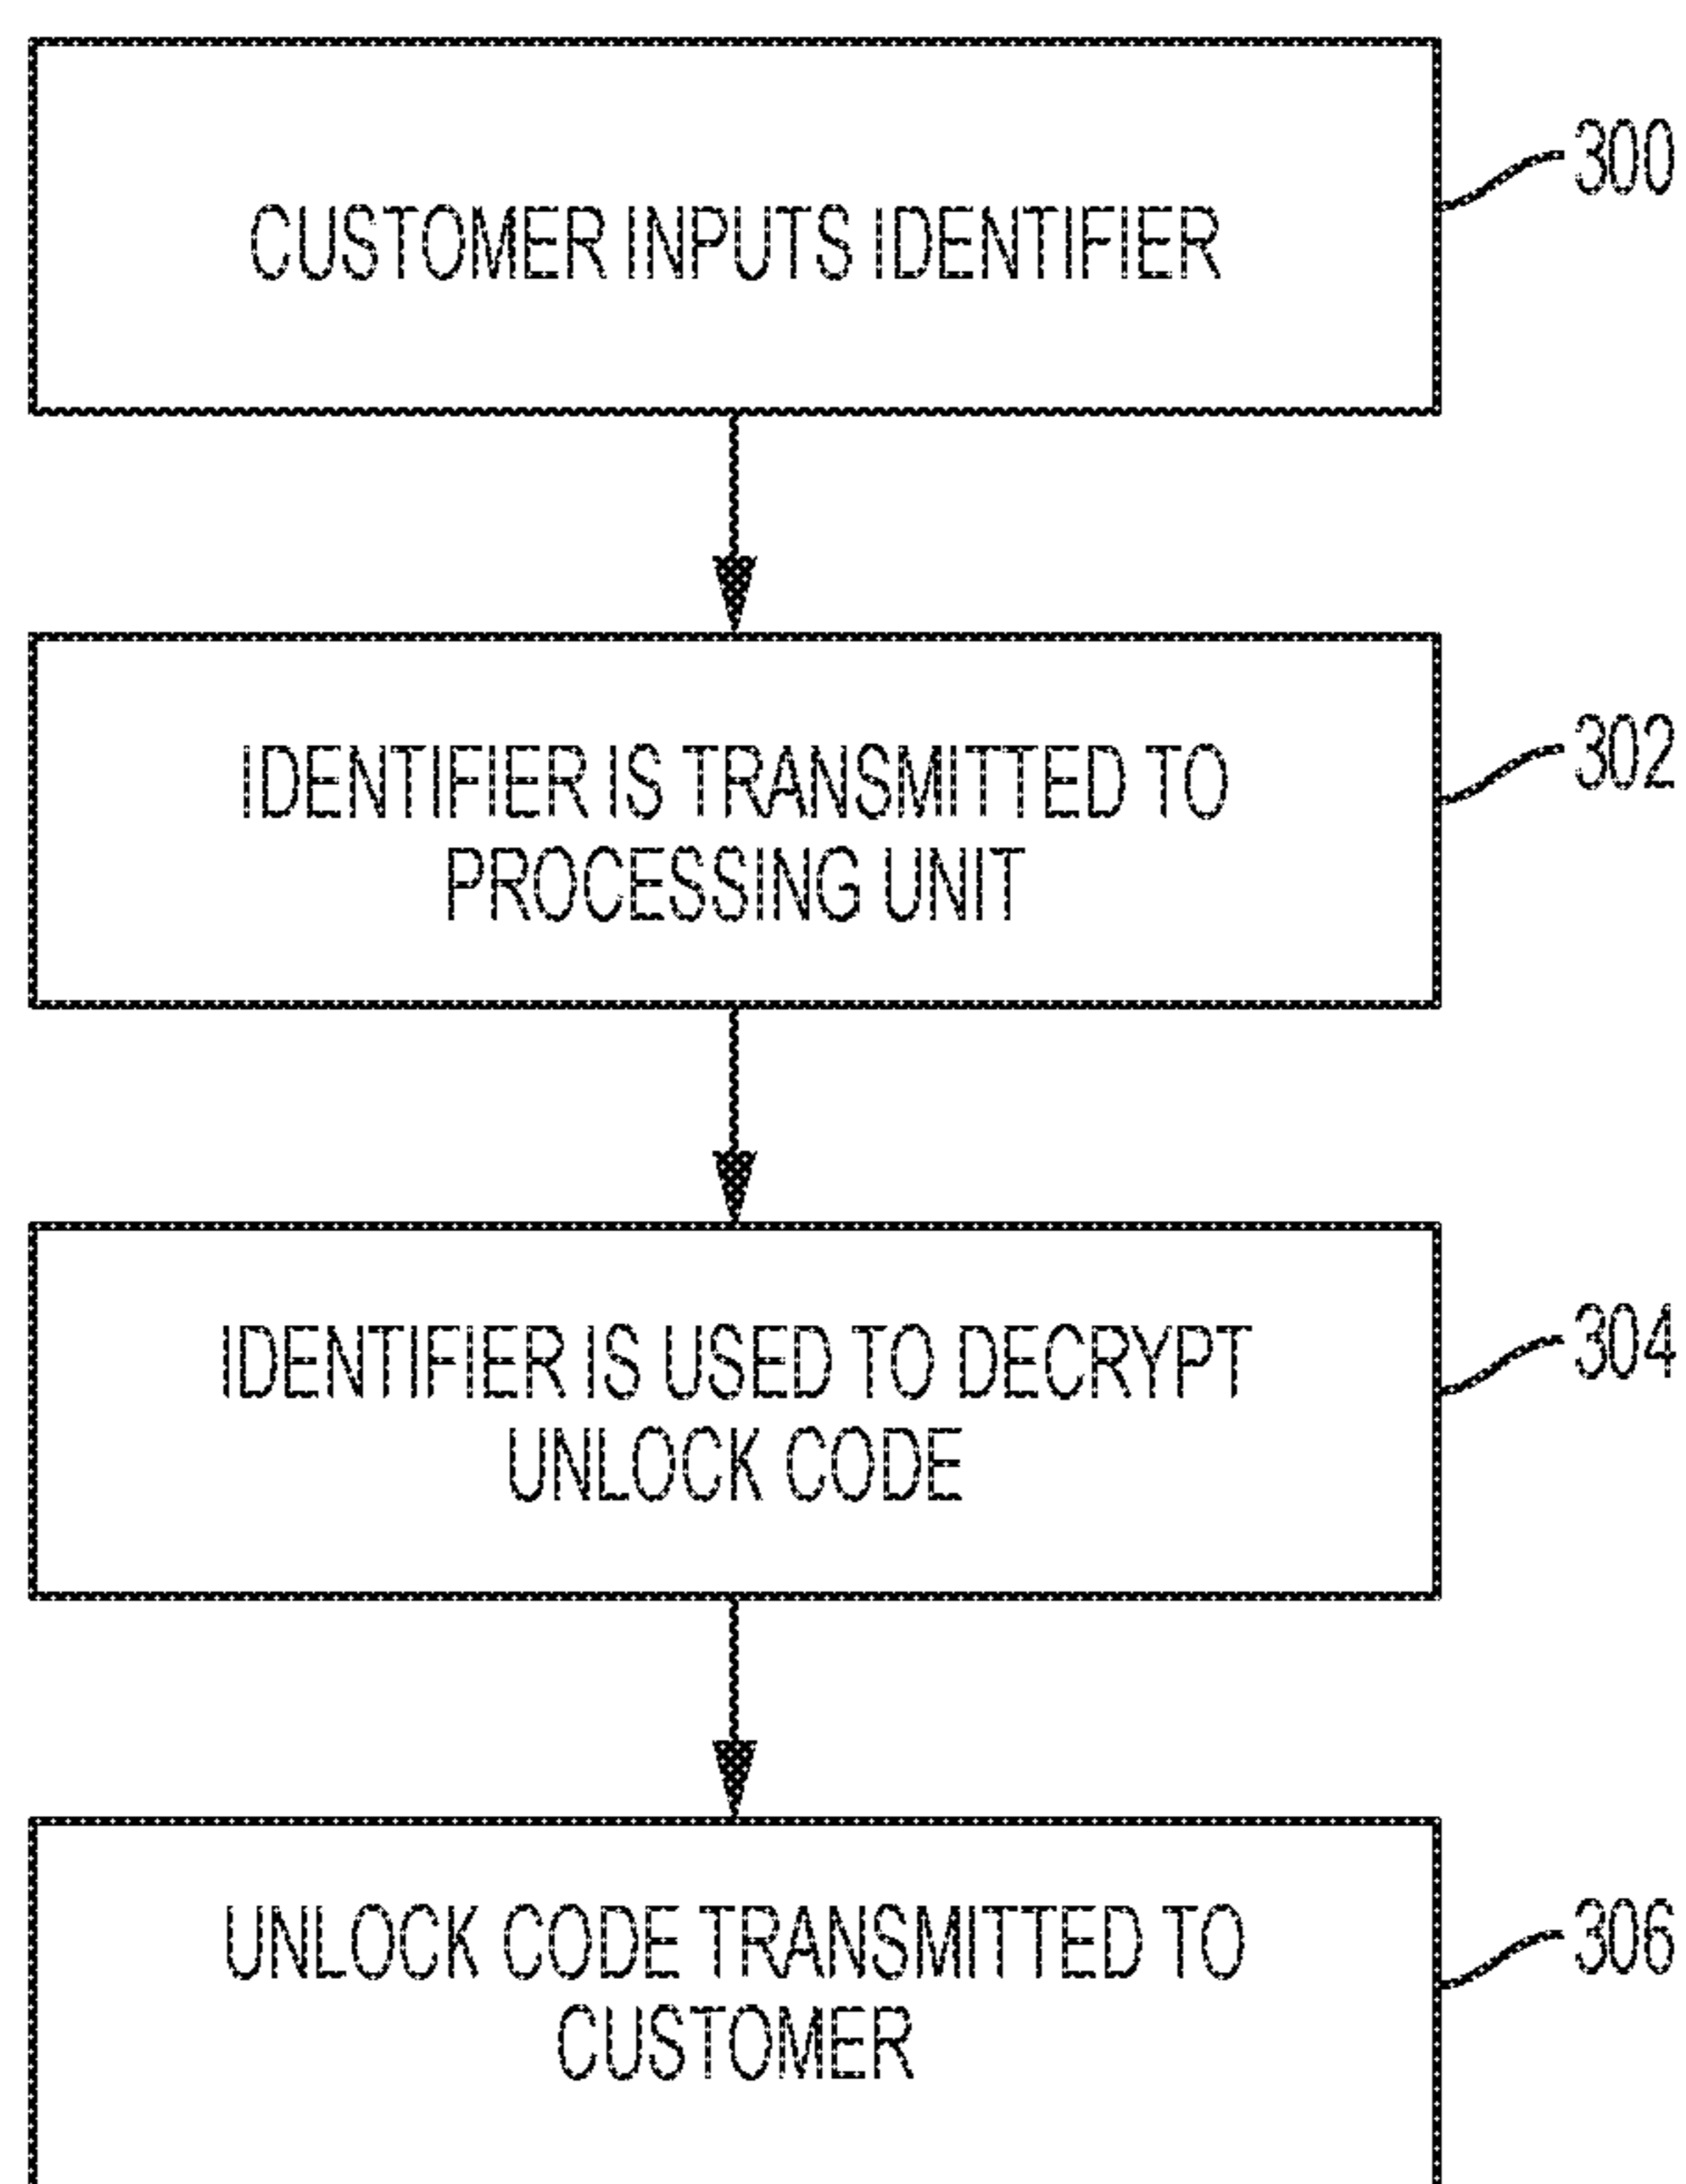 CUSTOMER INPUTS IDENTIFIER
300
IDENTIFIER IS TRANSMITTED TO
PROCESSING UNIT
302
IDENTIFIER IS USED TO DECRYPT
UNLOCK CODE
304
UNLOCK CODE TRANSMITTED TO
CUSTOMER
306